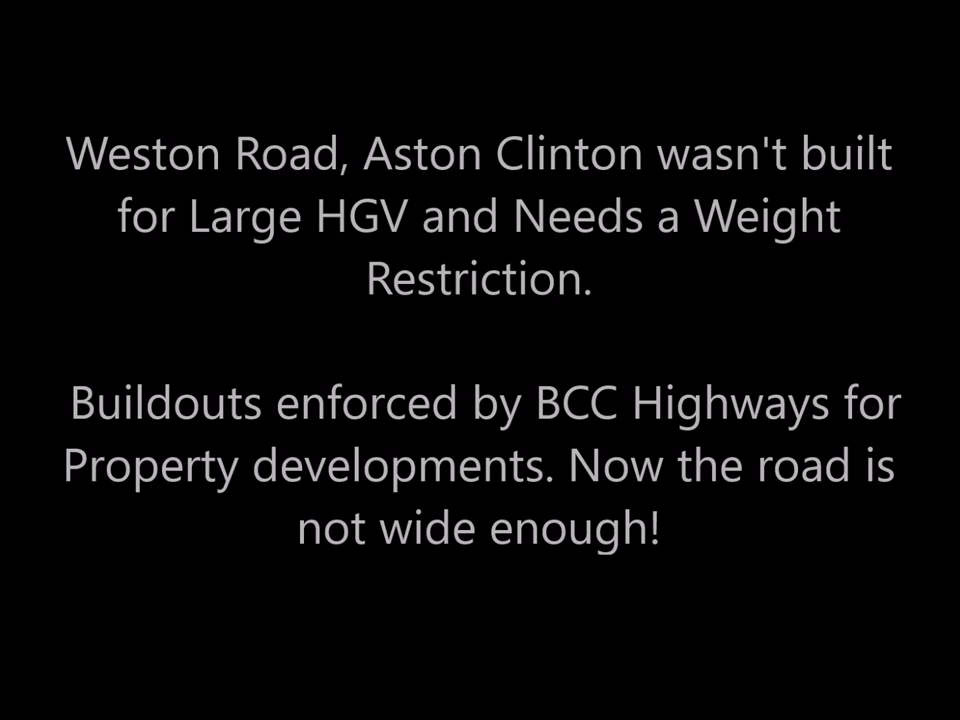 Weston Road, Aston Clinton wasn't built
for Large HGV and Needs a Weight
Restriction.
Buildouts enforced by BCC Highways for
Property developments. Now the road is
not wide enough!